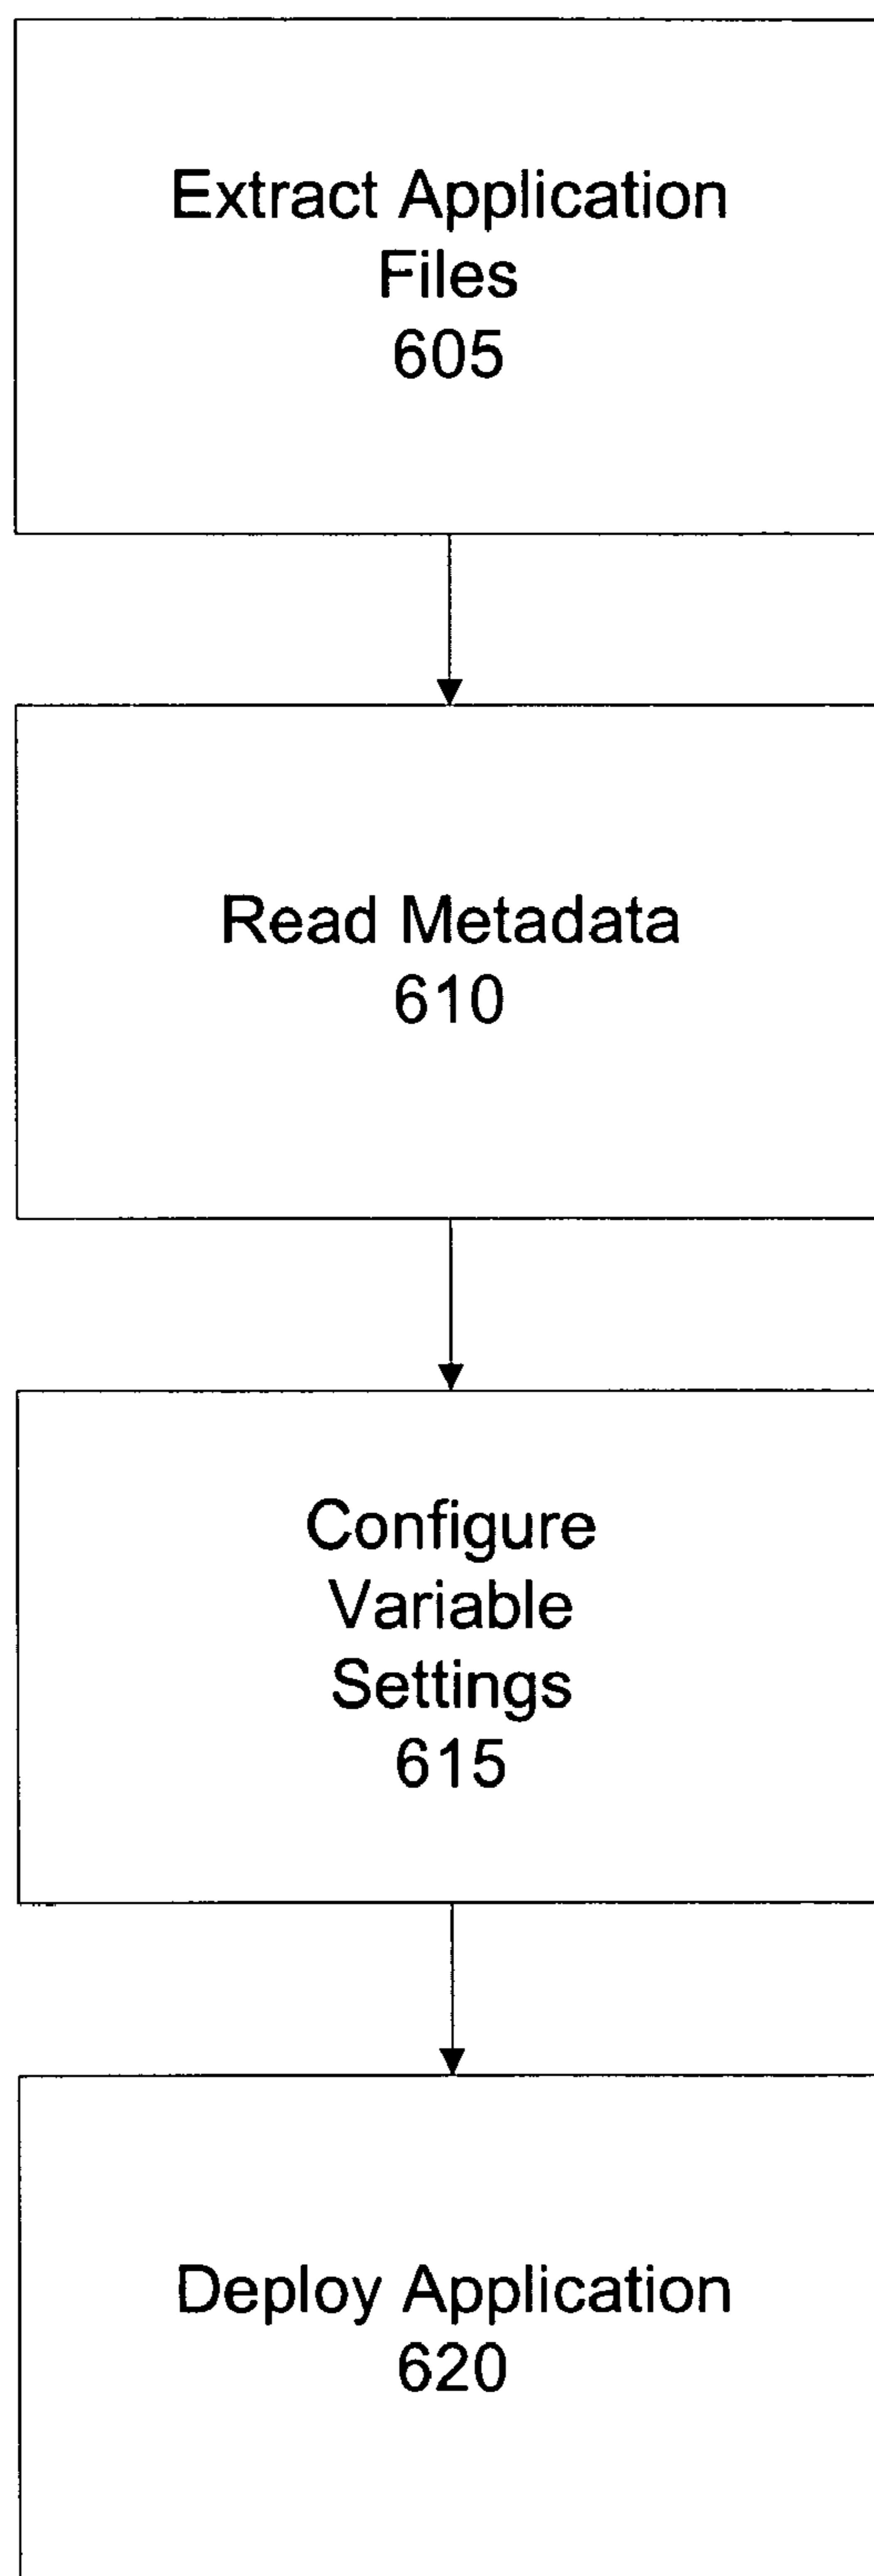 Extract Application
Files
605
Read Metadata
610
Configure
Variable
Settings
615
Deploy Application
620